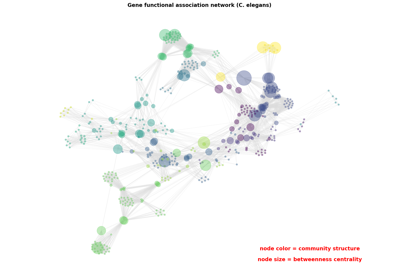 Gene functional association network (C. elegans)
node color = community structure
node size = betweenness centrality